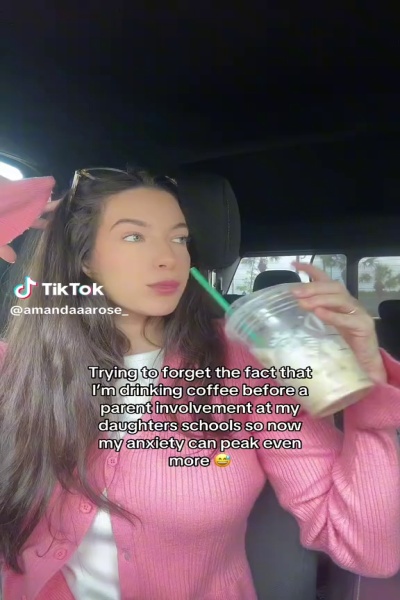 TikTok
@amandaaarose_
Trying to forget the fact that
I'm drinking coffee before a
parent involvement at my
daughters schools so now
my anxiety can peak even
more 😅